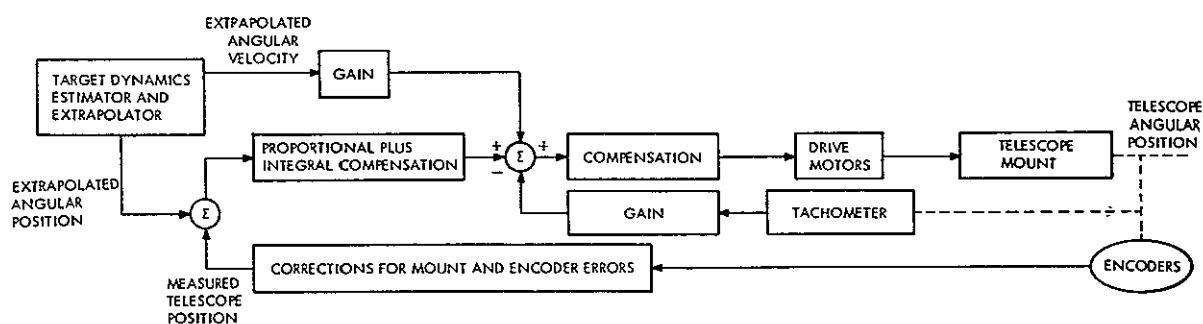 EXTRAPOLATED
ANGULAR
VELOCITY
TARGET DYNAMICS
ESTIMATOR AND
EXTRAPOLATOR
GAIN
TELESCOPE
ANGULAR
POSITION
PROPORTIONAL PLUS
INTEGRAL COMPENSATION
+
Σ
+
−
COMPENSATION
DRIVE
MOTORS
TELESCOPE
MOUNT
EXTRAPOLATED
ANGULAR
POSITION
Σ
GAIN
TACHOMETER
CORRECTIONS FOR MOUNT AND ENCODER ERRORS
ENCODERS
MEASURED
TELESCOPE
POSITION